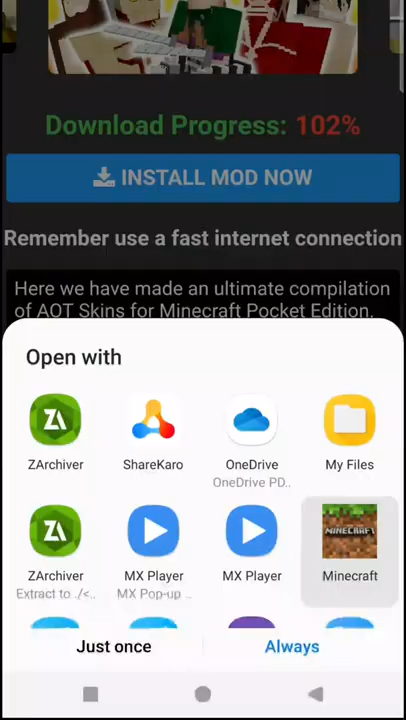 Download Progress: 102%
INSTALL MOD NOW
Remember use a fast internet connection
Here we have made an ultimate compilation
of AOT Skins for Minecraft Pocket Edition.
Open with
ZArchiver
ShareKaro
OneDrive
OneDrive PD..
My Files
ZArchiver
Extract to ./<..
MX Player
MX Pop-up ..
MX Player
MINECRAFT
Minecraft
Just once
Always